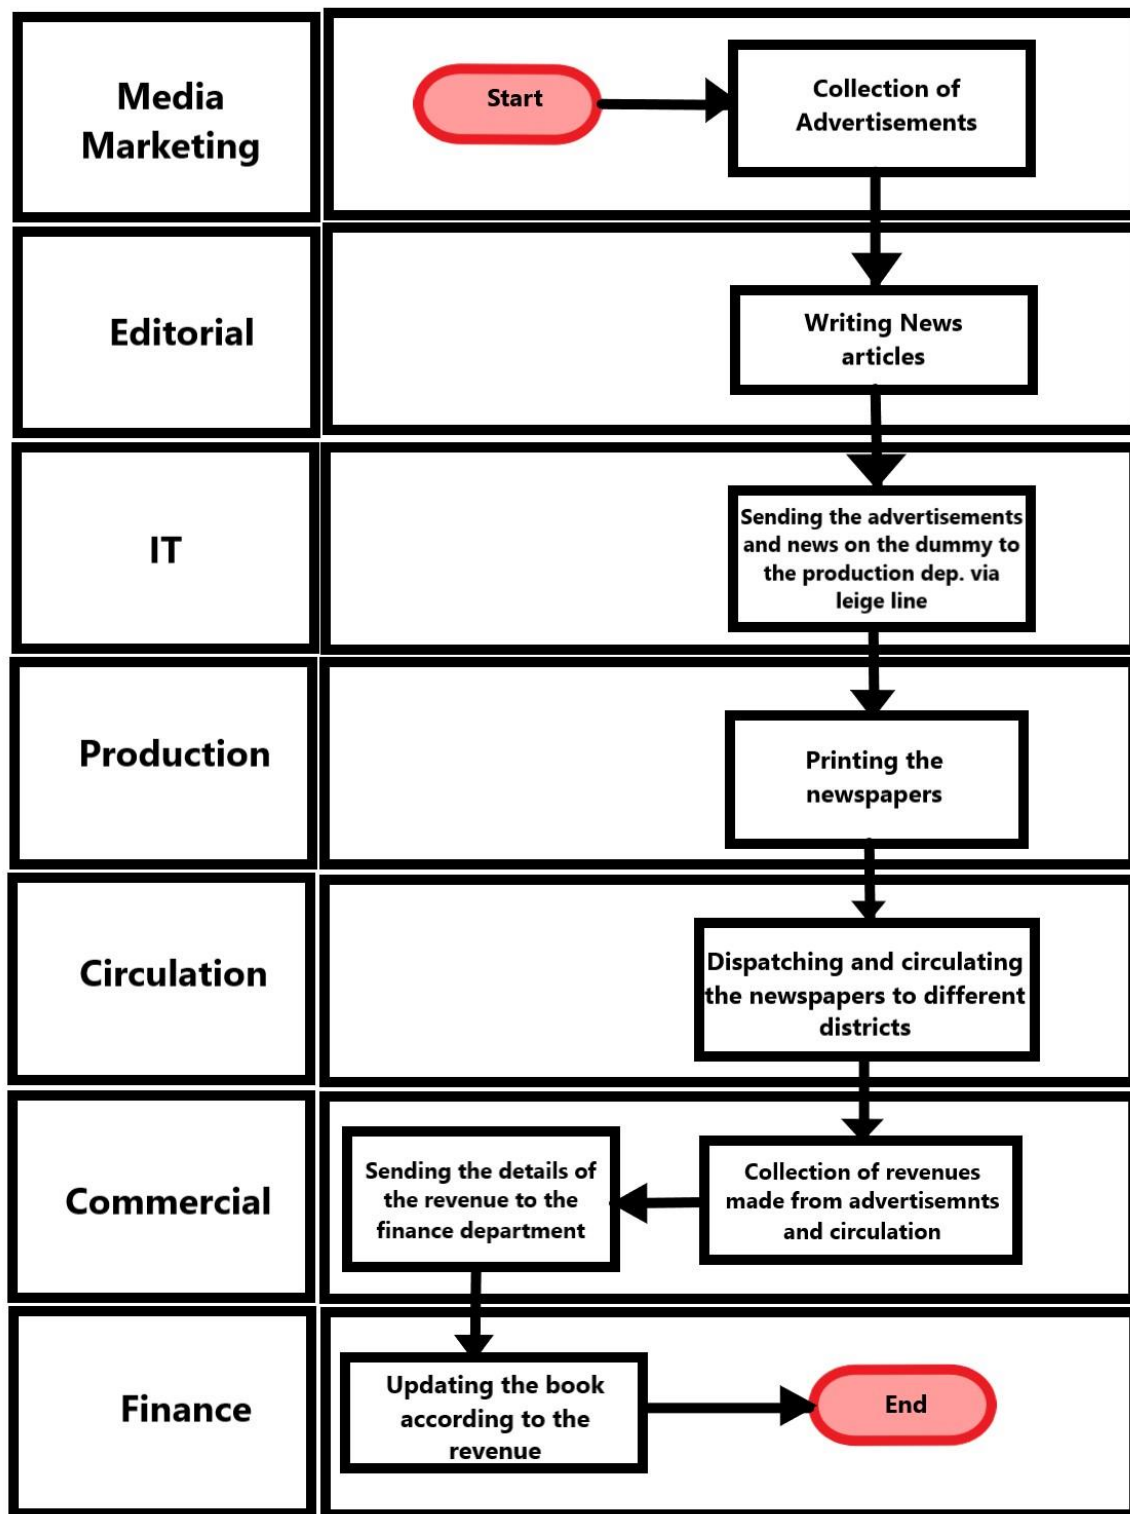 Media
Marketing
Start
Collection of
Advertisements
Editorial
Writing News
articles
IT
Sending the advertisements
and news on the dummy to
the production dep. via
leige line
Production
Printing the
newspapers
Circulation
Dispatching and circulating
the newspapers to different
districts
Commercial
Sending the details of
the revenue to the
finance department
Collection of revenues
made from advertisemnts
and circulation
Finance
Updating the book
according to the
revenue
End